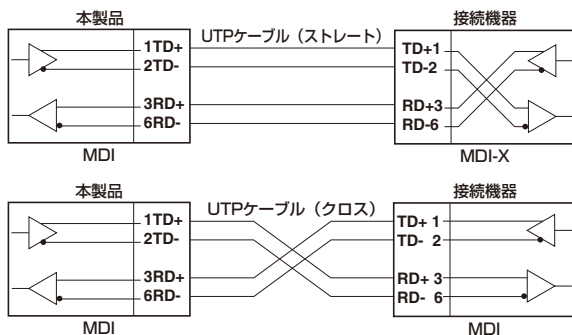 本製品
UTPケーブル（ストレート）
接続機器
1TD+
TD+1
2TD-
TD-2
3RD+
RD+3
6RD-
RD-6
MDI
MDI-X
本製品
UTPケーブル（クロス）
接続機器
1TD+
TD+ 1
2TD-
TD- 2
3RD+
RD+ 3
6RD-
RD- 6
MDI
MDI